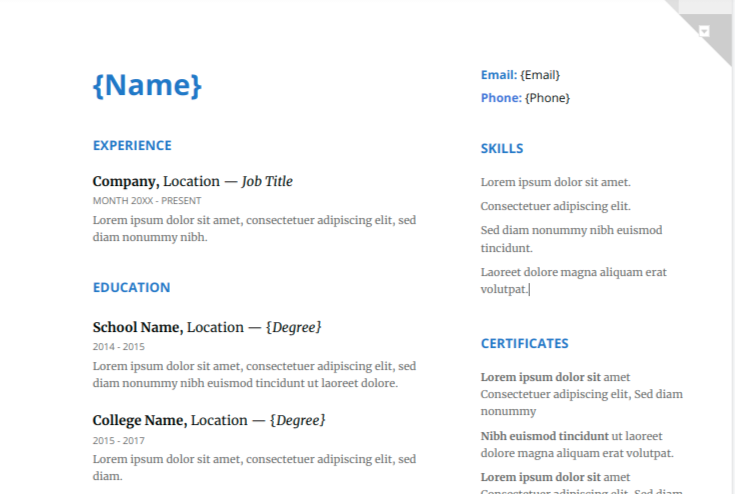 {Name}
EXPERIENCE
Company, Location — Job Title
MONTH 20XX - PRESENT
Lorem ipsum dolor sit amet, consectetuer adipiscing elit, sed
diam nonummy nibh.
EDUCATION
School Name, Location — {Degree}
2014 - 2015
Lorem ipsum dolor sit amet, consectetuer adipiscing elit, sed
diam nonummy nibh euismod tincidunt ut laoreet dolore.
College Name, Location — {Degree}
2015 - 2017
Lorem ipsum dolor sit amet, consectetuer adipiscing elit, sed
diam.
Email: {Email}
Phone: {Phone}
SKILLS
Lorem ipsum dolor sit amet.
Consectetuer adipiscing elit.
Sed diam nonummy nibh euismod
tincidunt.
Laoreet dolore magna aliquam erat
volutpat.
CERTIFICATES
Lorem ipsum dolor sit amet
Consectetuer adipiscing elit, Sed diam
nonummy
Nibh euismod tincidunt ut laoreet
dolore magna aliquam erat volutpat.
Lorem ipsum dolor sit amet
Consectetuer adipiscing elit, Sed diam